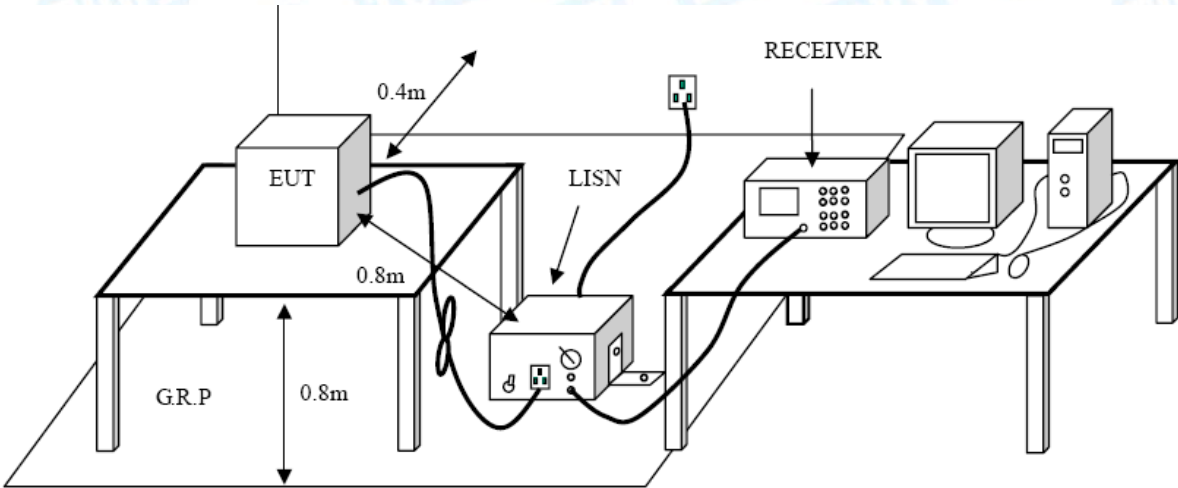 RECEIVER
0.4m
EUT
LISN
0.8m
G.R.P
0.8m